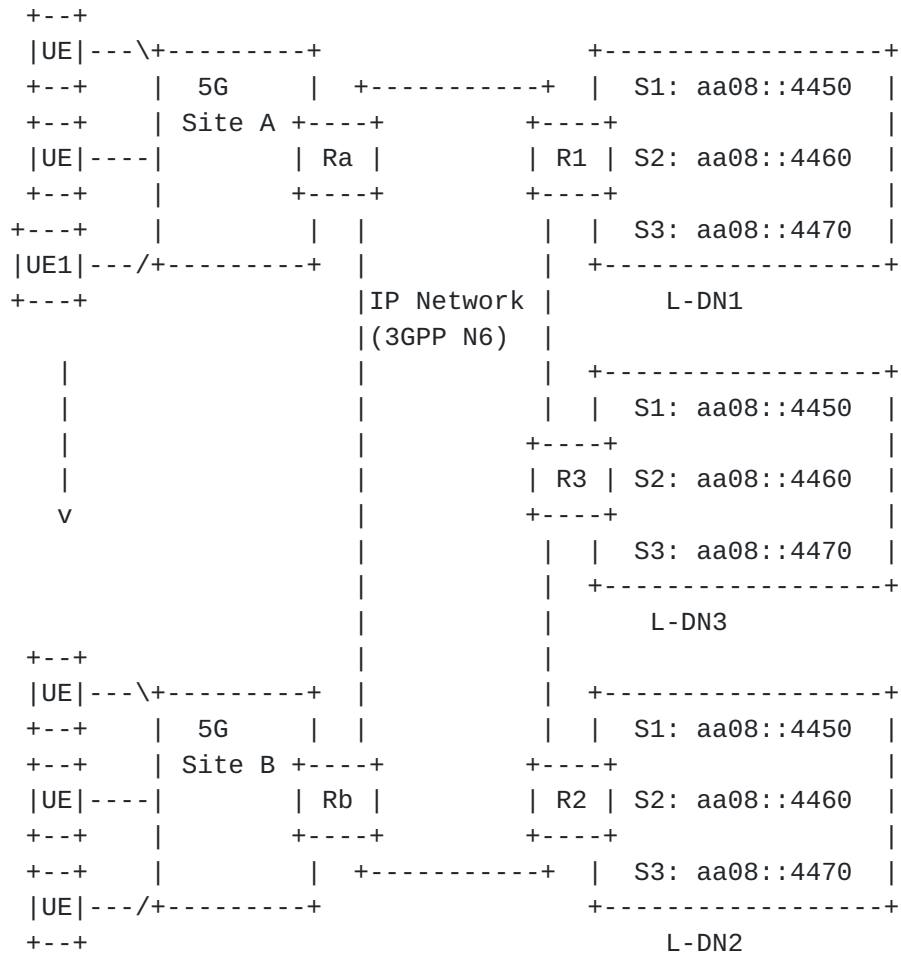 UE
5G S1: aa08::4450
Site A
UE Ra R1 S2: aa08::4460
S3: aa08::4470
UE1
IP Network L-DN1
(3GPP N6)
S1: aa08::4450
R3 S2: aa08::4460
v
S3: aa08::4470
L-DN3
UE
5G S1: aa08::4450
Site B
UE Rb R2 S2: aa08::4460
S3: aa08::4470
UE
L-DN2